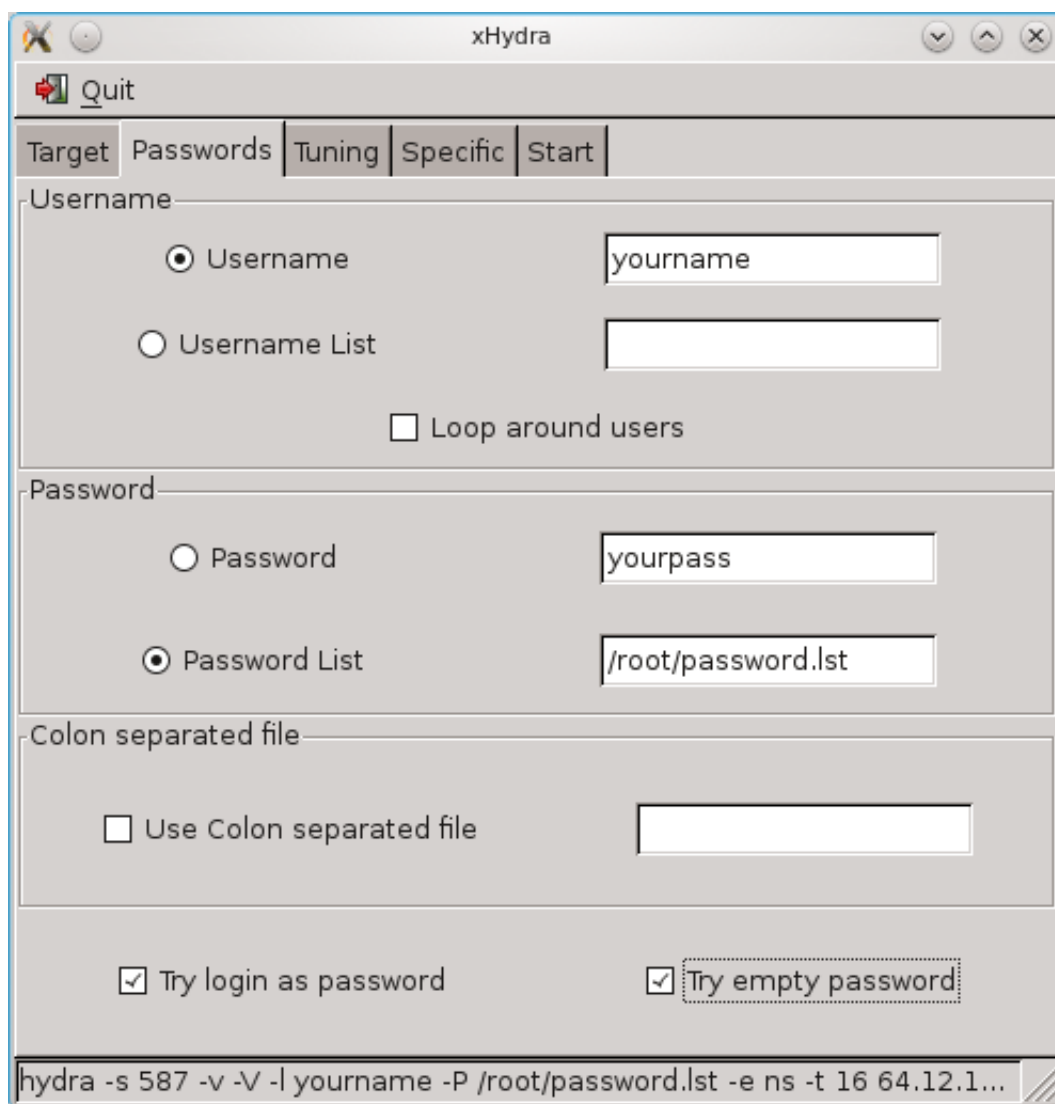 xHydra
Quit
Target Passwords Tuning Specific Start
Username
Username yourname
Username List
Loop around users
Password
Password yourpass
Password List /root/password.lst
Colon separated file
Use Colon separated file
Try login as password Try empty password
hydra -s 587 -v -V -l yourname -P /root/password.lst -e ns -t 16 64.12.1...